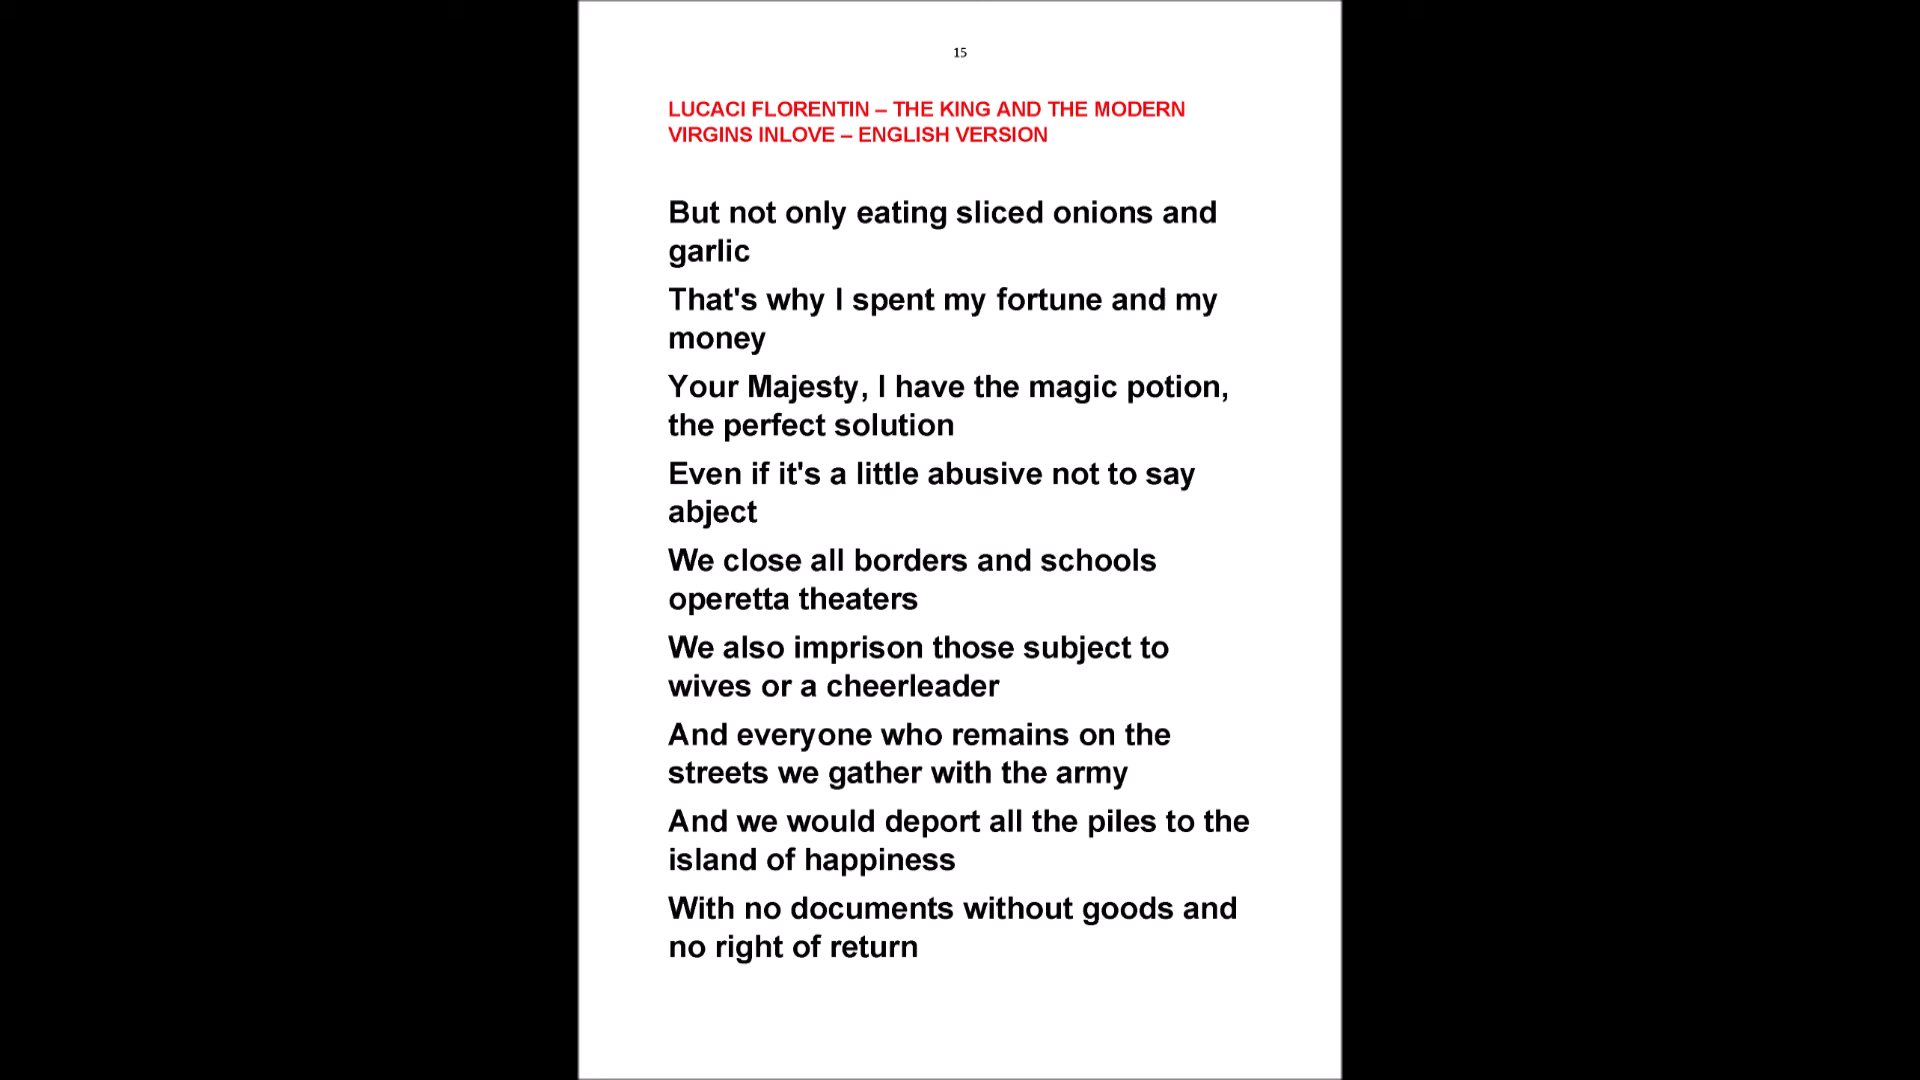 15
LUCACI FLORENTIN – THE KING AND THE MODERN
VIRGINS INLOVE – ENGLISH VERSION
But not only eating sliced onions and
garlic
That's why I spent my fortune and my
money
Your Majesty, I have the magic potion,
the perfect solution
Even if it's a little abusive not to say
abject
We close all borders and schools
operetta theaters
We also imprison those subject to
wives or a cheerleader
And everyone who remains on the
streets we gather with the army
And we would deport all the piles to the
island of happiness
With no documents without goods and
no right of return